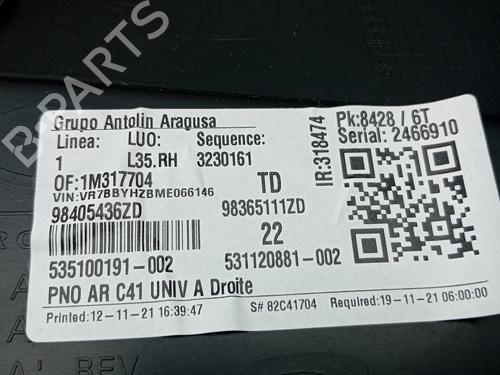 Grupo Antolin Aragusa
Linea: LUO: Sequence:
1 L35.RH 3230161
OF:1M317704 TD
VIN:VR7BBYHZBME066146
98405436ZD 98365111ZD
22
535100191-002 531120881-002
PNO AR C41 UNIV A Droite
Printed:12-11-21 16:39:47 S# 82C41704 Required:19-11-21 06:00:00
IR:318474
Pk:8428 / 6T
Serial: 2466910